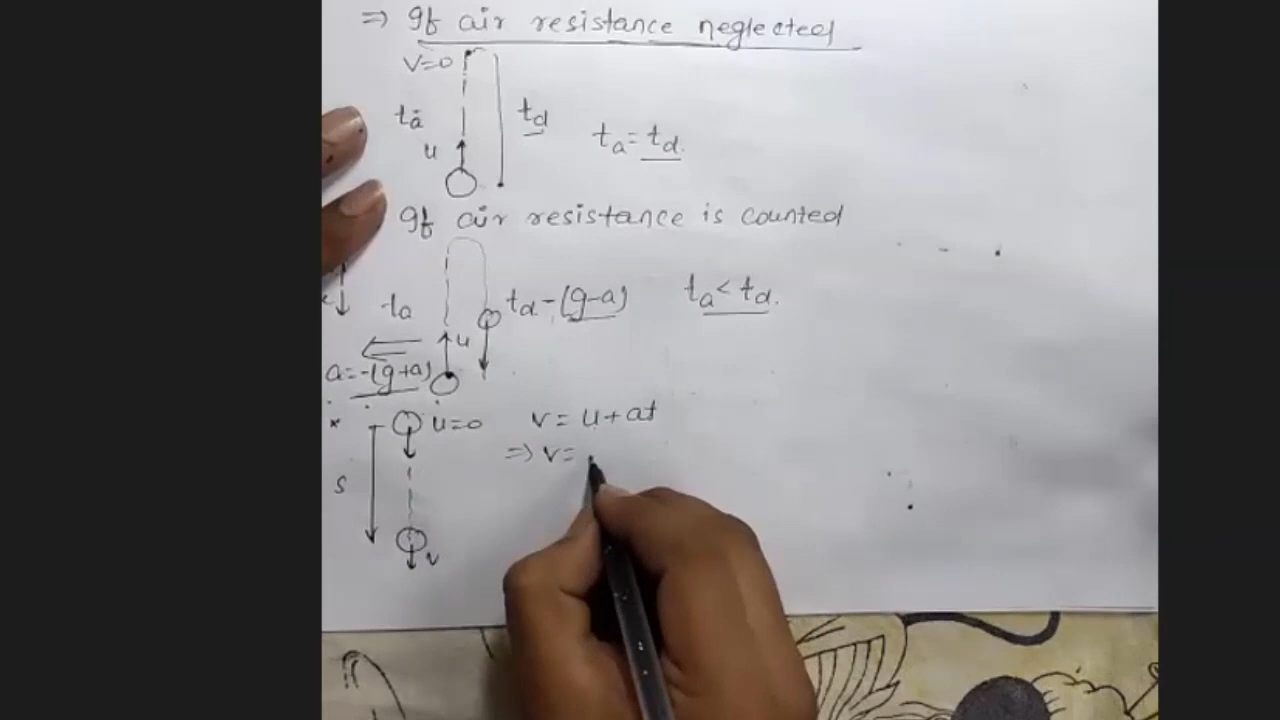 ⇒ If air resistance neglected
v=0
ta
td
u
ta = td.
If air resistance is counted
ta
td - (g-a)
ta < td.
u
a = -(g+a)
u=0
v = u + at
⇒ v =
s
v